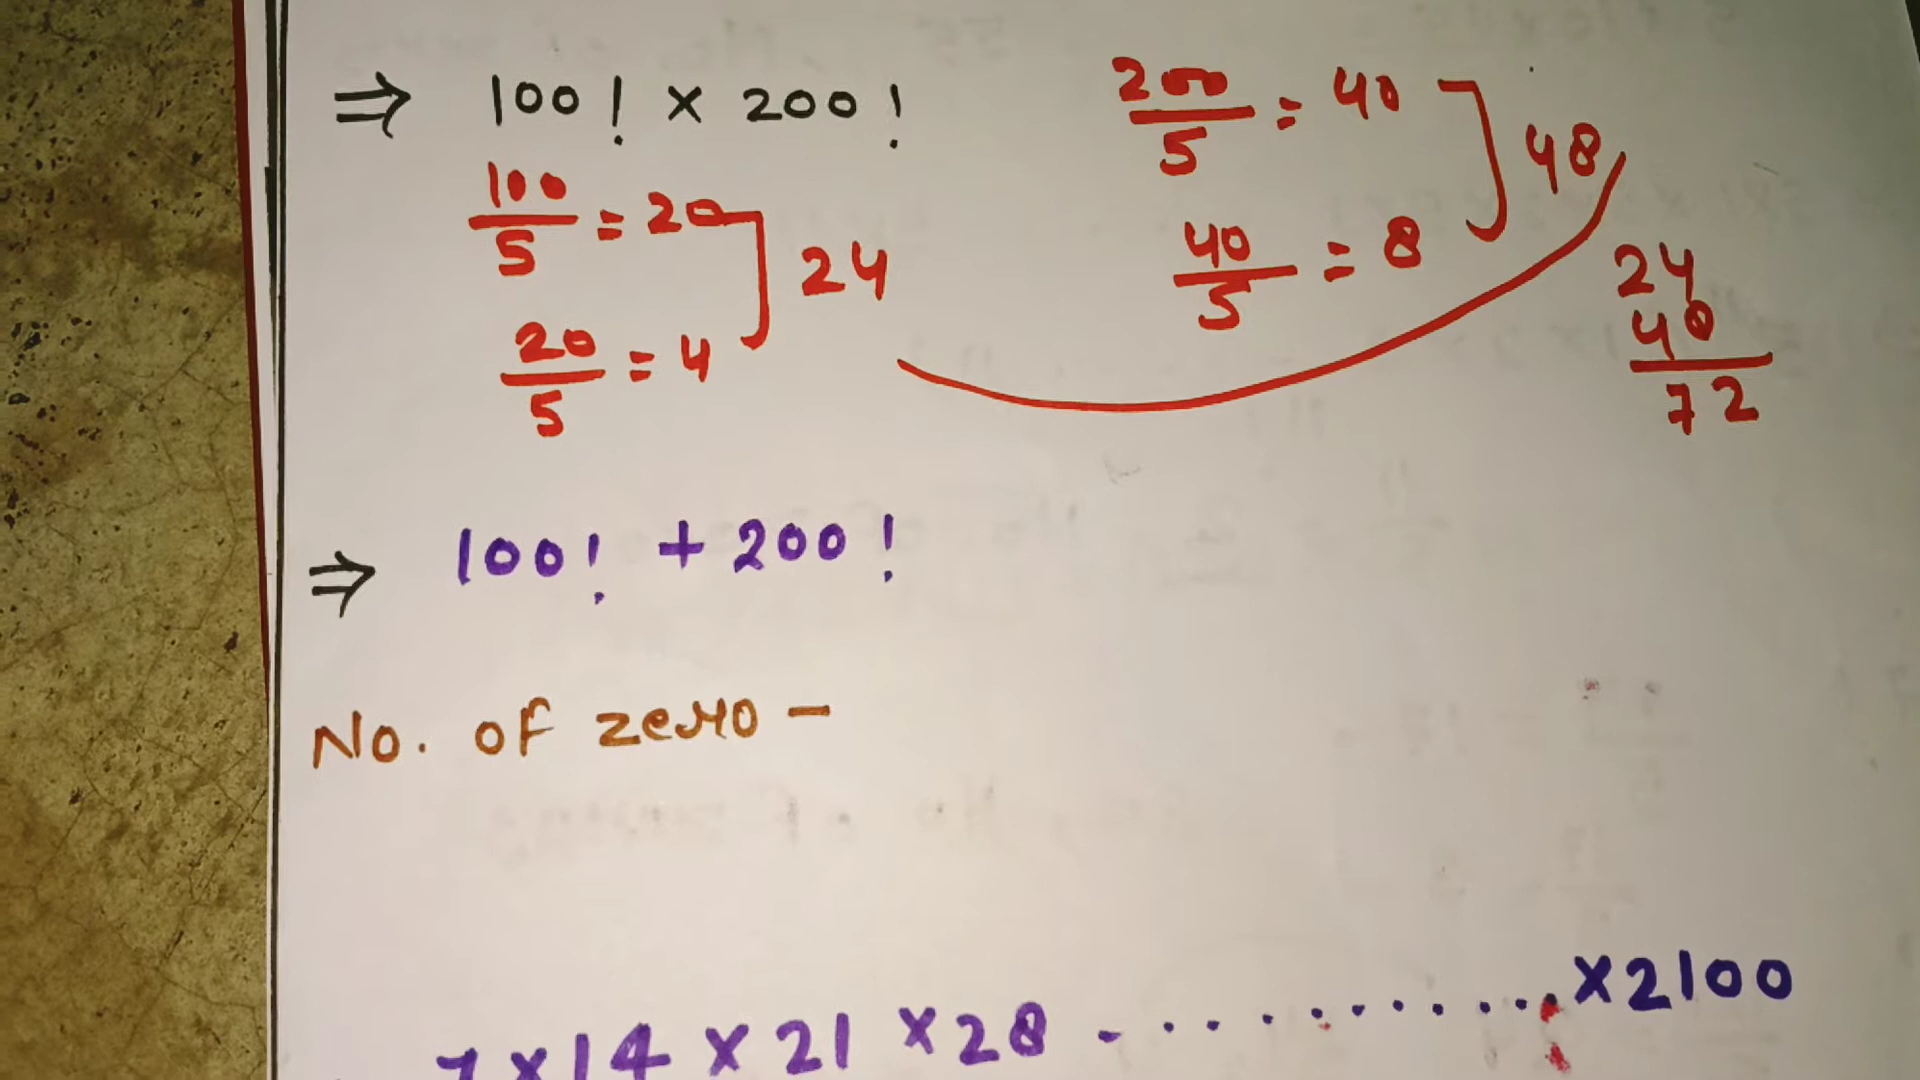 ⇒ 100! × 200!
100/5 = 20
20/5 = 4
24
200/5 = 40
40/5 = 8
48
24
40
72
⇒ 100! + 200!
No. of zero -
7 × 14 × 21 × 28 - ......... × 2100